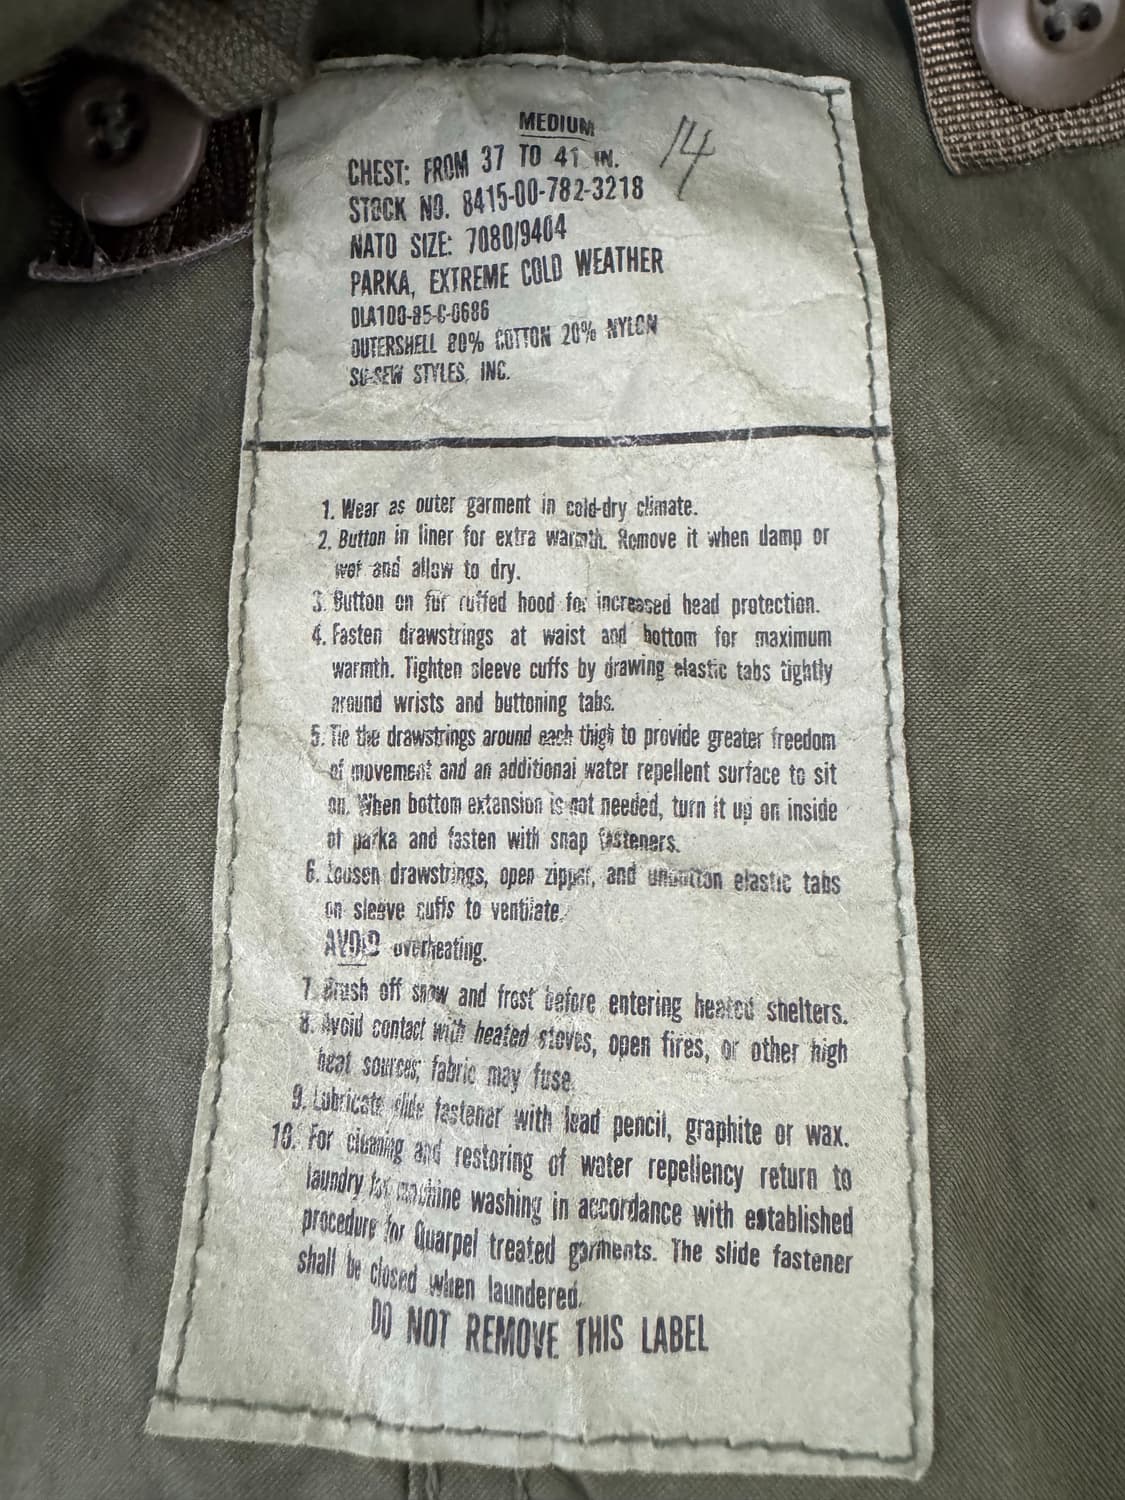 MEDIUM
14
CHEST: FROM 37 TO 41 IN.
STOCK NO. 8415-00-782-3218
NATO SIZE: 7080/9404
PARKA, EXTREME COLD WEATHER
DLA100-85-C-0686
OUTERSHELL 80% COTTON 20% NYLON
SO-SEW STYLES, INC.
1. Wear as outer garment in cold-dry climate.
2. Button in liner for extra warmth. Remove it when damp or
wet and allow to dry.
3. Button on fur ruffed hood for increased head protection.
4. Fasten drawstrings at waist and bottom for maximum
warmth. Tighten sleeve cuffs by drawing elastic tabs tightly
around wrists and buttoning tabs.
5. Tie the drawstrings around each thigh to provide greater freedom
of movement and an additional water repellent surface to sit
on. When bottom extension is not needed, turn it up on inside
of parka and fasten with snap fasteners.
6. Loosen drawstrings, open zipper, and unbutton elastic tabs
on sleeve cuffs to ventilate.
AVOID overheating.
7. Brush off snow and frost before entering heated shelters.
8. Avoid contact with heated stoves, open fires, or other high
heat sources; fabric may fuse.
9. Lubricate slide fastener with lead pencil, graphite or wax.
10. For cleaning and restoring of water repellency return to
laundry for machine washing in accordance with established
procedure for Quarpel treated garments. The slide fastener
shall be closed when laundered.
DO NOT REMOVE THIS LABEL